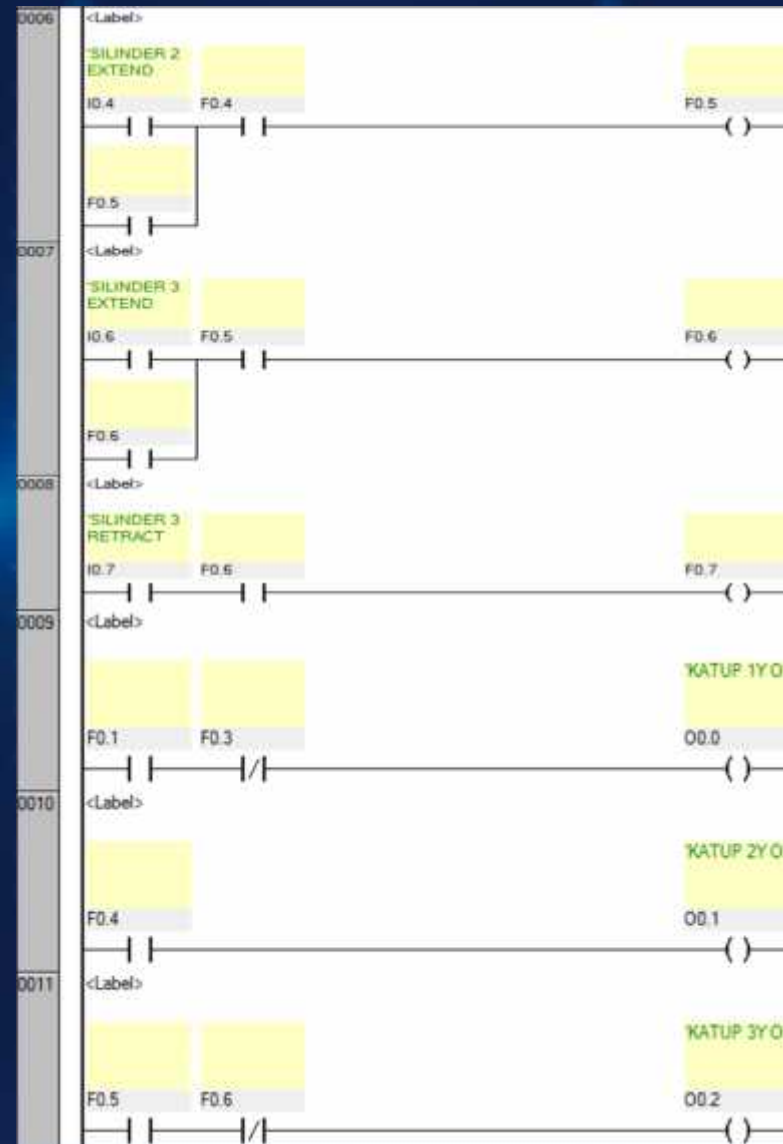 0006
<Label>
'SILINDER 2
EXTEND
I0.4 F0.4 F0.5
F0.5
0007
<Label>
'SILINDER 3
EXTEND
I0.6 F0.5 F0.6
F0.6
0008
<Label>
'SILINDER 3
RETRACT
I0.7 F0.6 F0.7
0009
<Label>
'KATUP 1Y O
F0.1 F0.3 O0.0
0010
<Label>
'KATUP 2Y O
F0.4 O0.1
0011
<Label>
'KATUP 3Y O
F0.5 F0.6 O0.2